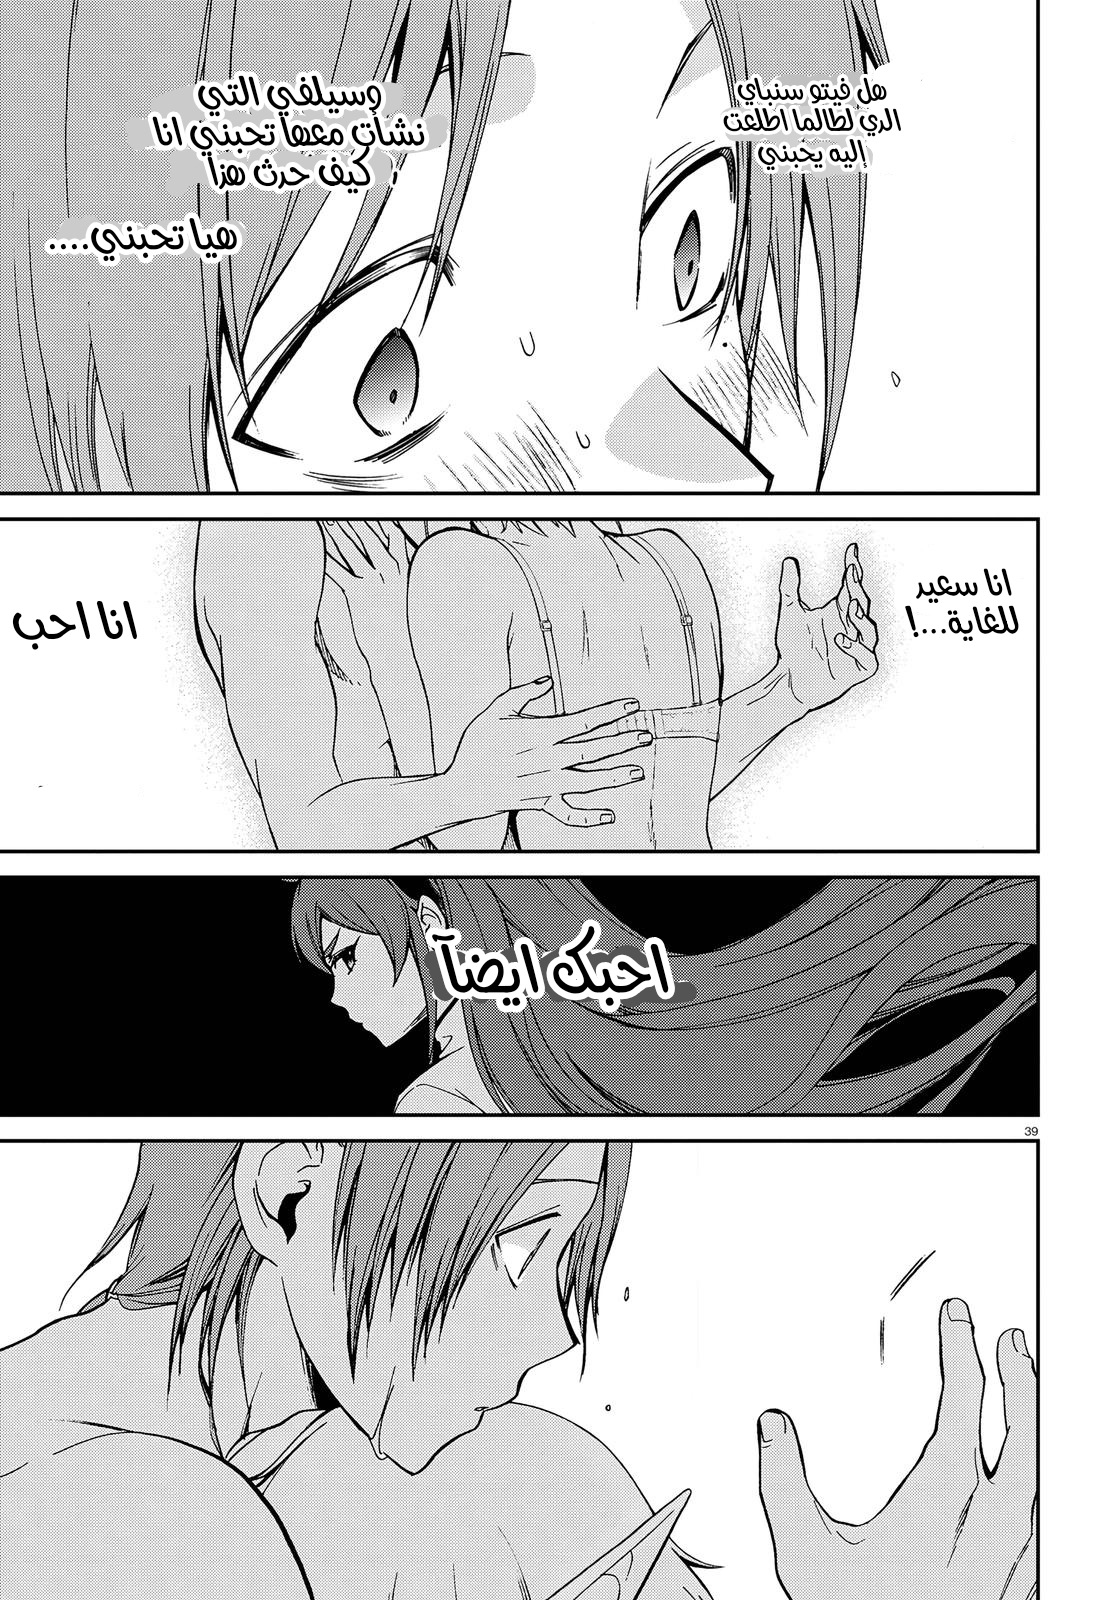 هل فيتو سنباي
الذي لطالما اطلعت
إليه يحبني
وسيلفي التي
نشأت معها تحبني انا
، كيف حدث هذا
هيا تحبني....
انا سعيد
للغاية...!
انا احب
احبك ايضآ
39